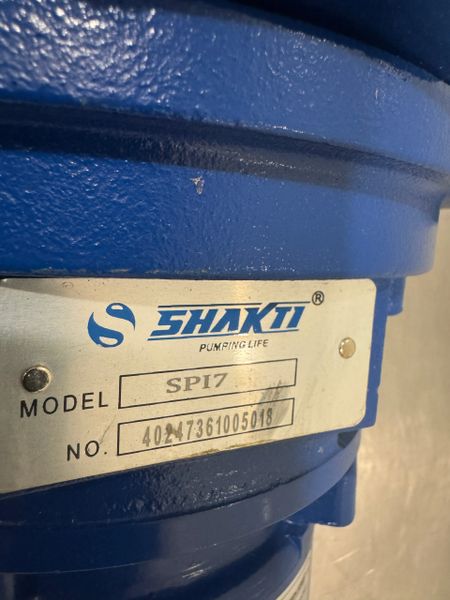 SHAKTI®
PUMPING LIFE
MODEL SPI7
NO. 40247361005018